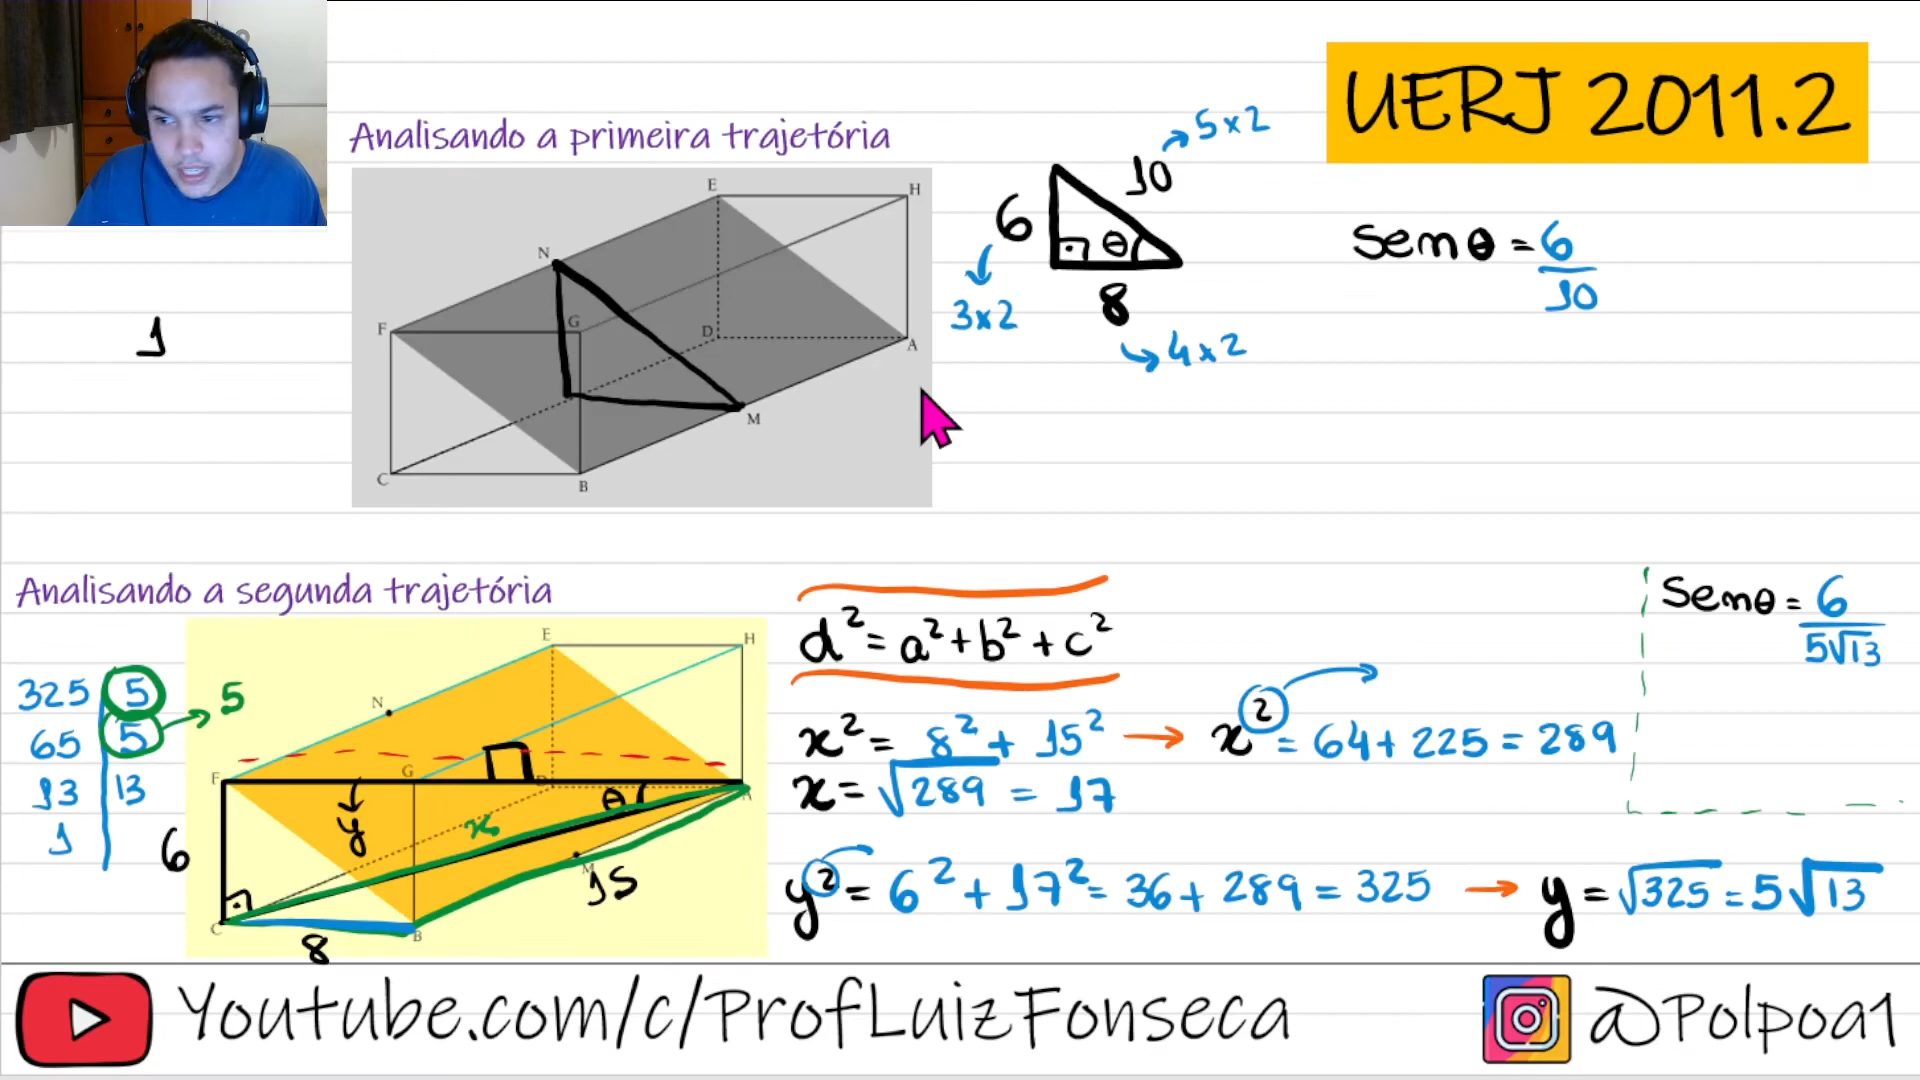 UERJ 2011.2
Analisando a primeira trajetória
E
H
N
F
G
D
A
M
C
B
10 → 5x2
6
θ
3x2
8
4x2
Sem θ = 6/10
1
Analisando a segunda trajetória
325 5 → 5
65 5
13 13
1
E
H
N
F
G
D
A
M
C
B
6
y
x
θ
15
8
d² = a² + b² + c²
x² = 8² + 15² → x² = 64 + 225 = 289
x = √289 = 17
y² = 6² + 17² = 36 + 289 = 325 → y = √325 = 5√13
Senθ = 6/5√13
Youtube.com/c/ProfLuizFonseca
@Polpoa1